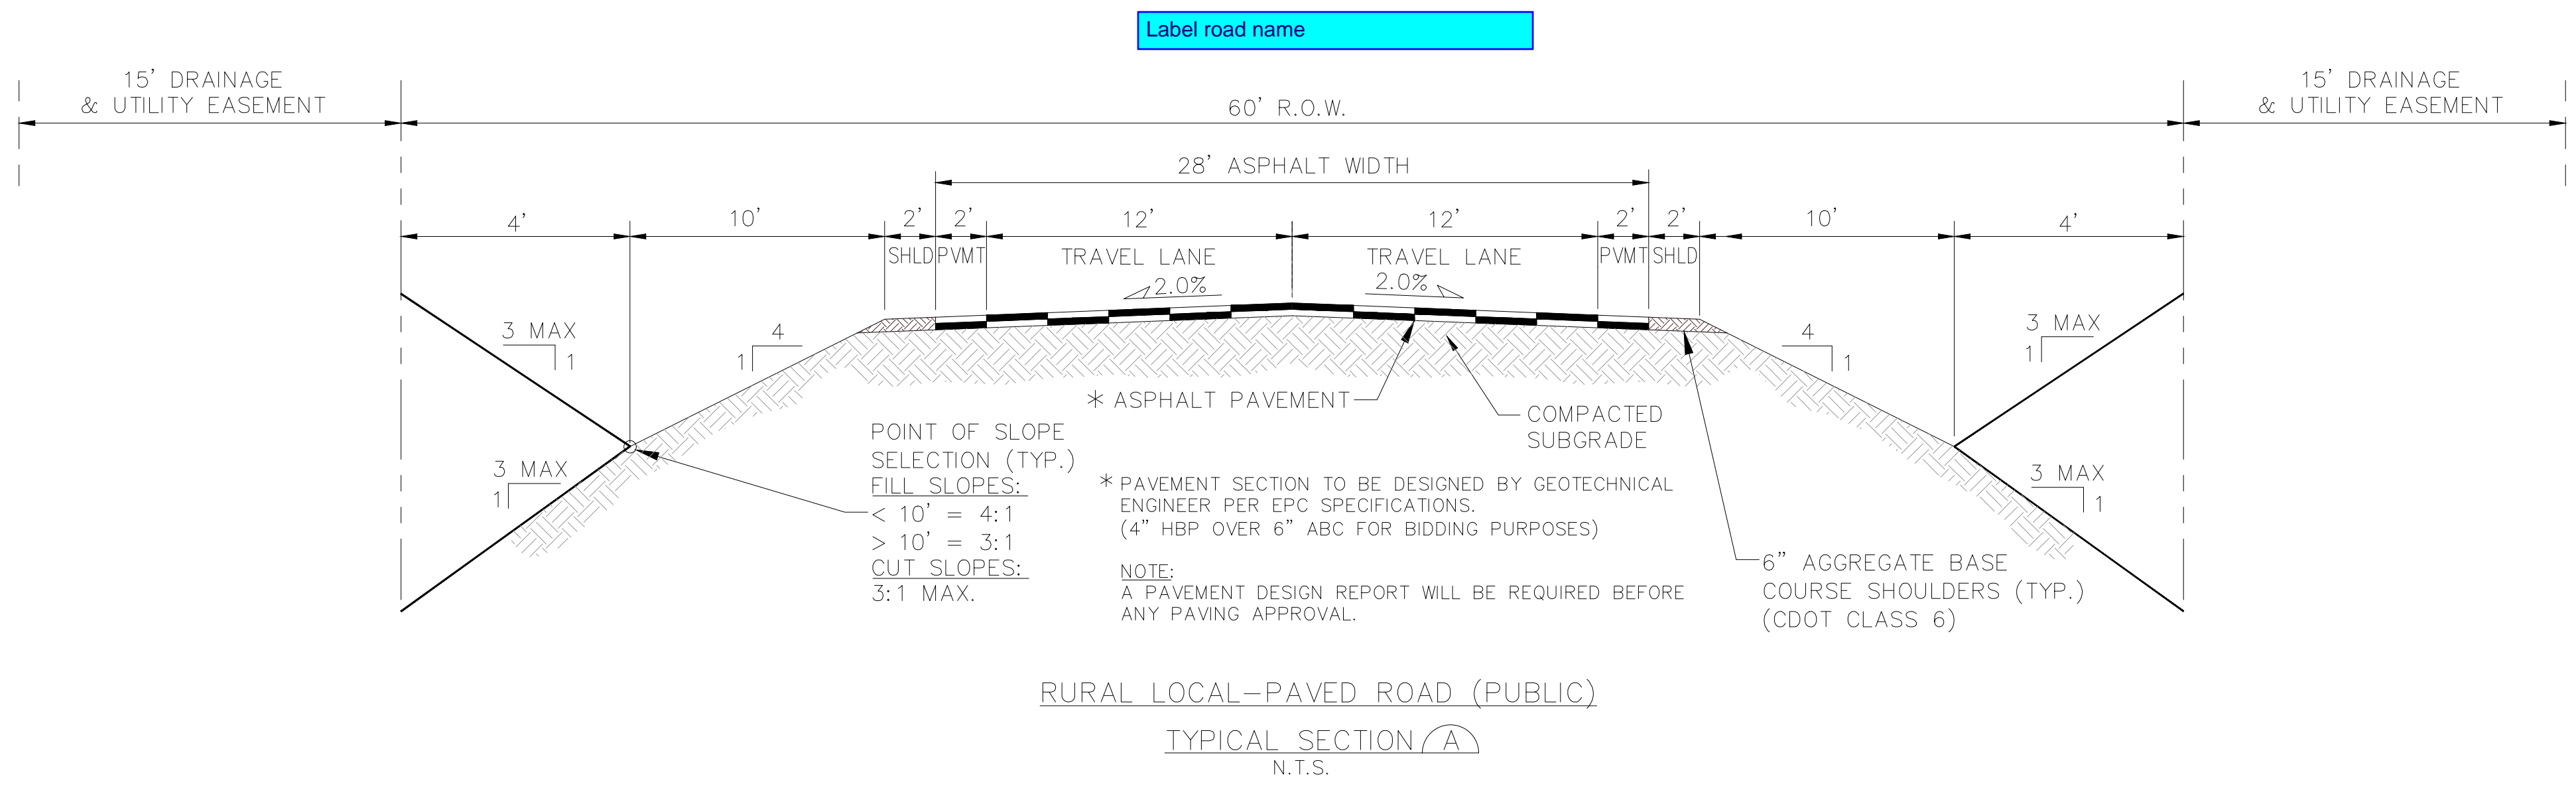 Label road name
15' DRAINAGE
& UTILITY EASEMENT
60' R.O.W.
15' DRAINAGE
& UTILITY EASEMENT
28' ASPHALT WIDTH
4'
10'
2'
2'
12'
12'
2'
2'
10'
4'
SHLD
PVMT
TRAVEL LANE
TRAVEL LANE
PVMT
SHLD
2.0%
2.0%
3 MAX
1
4
1
4
1
3 MAX
1
3 MAX
1
3 MAX
1
* ASPHALT PAVEMENT
COMPACTED
SUBGRADE
POINT OF SLOPE
SELECTION (TYP.)
FILL SLOPES:
< 10' = 4:1
> 10' = 3:1
CUT SLOPES:
3:1 MAX.
* PAVEMENT SECTION TO BE DESIGNED BY GEOTECHNICAL
ENGINEER PER EPC SPECIFICATIONS.
(4" HBP OVER 6" ABC FOR BIDDING PURPOSES)
NOTE:
A PAVEMENT DESIGN REPORT WILL BE REQUIRED BEFORE
ANY PAVING APPROVAL.
6" AGGREGATE BASE
COURSE SHOULDERS (TYP.)
(CDOT CLASS 6)
RURAL LOCAL-PAVED ROAD (PUBLIC)
TYPICAL SECTION A
N.T.S.